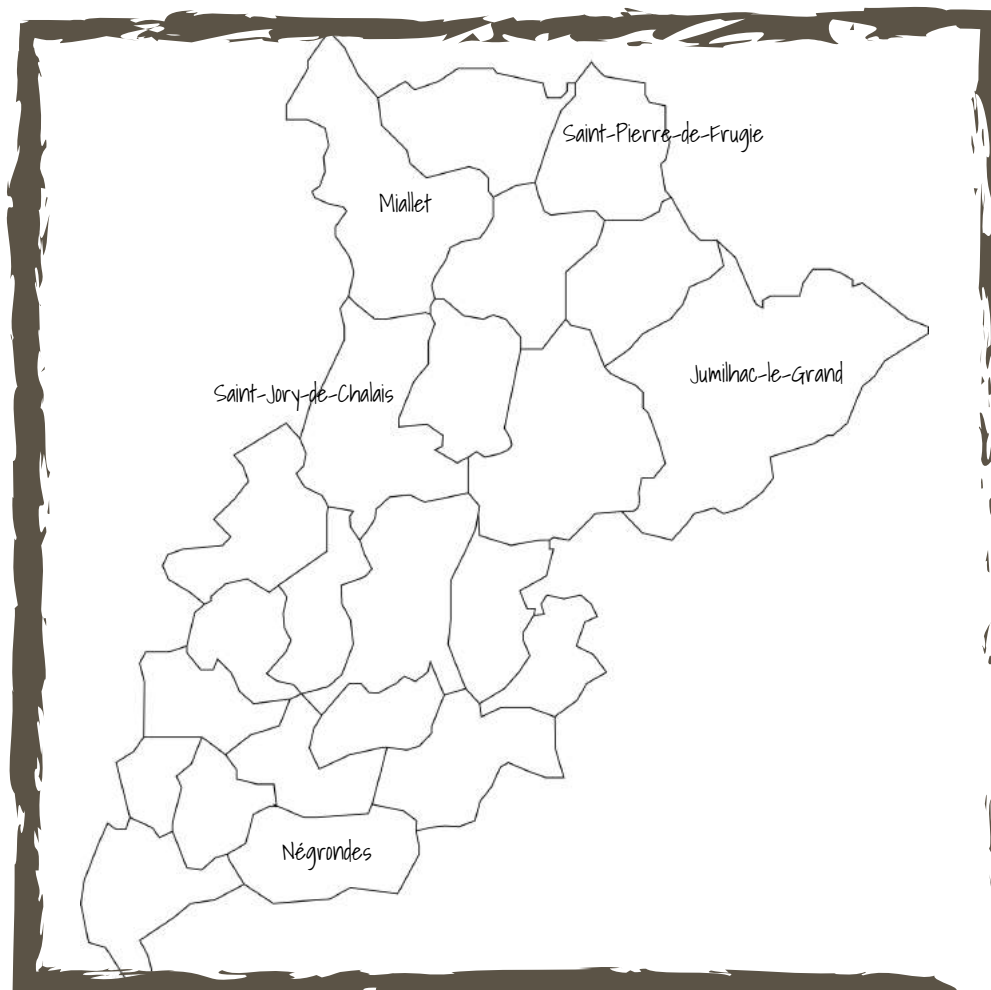 Saint-Pierre-de-Frugie
Miallet
Jumilhac-le-Grand
Saint-Jory-de-Chalais
Négrondes